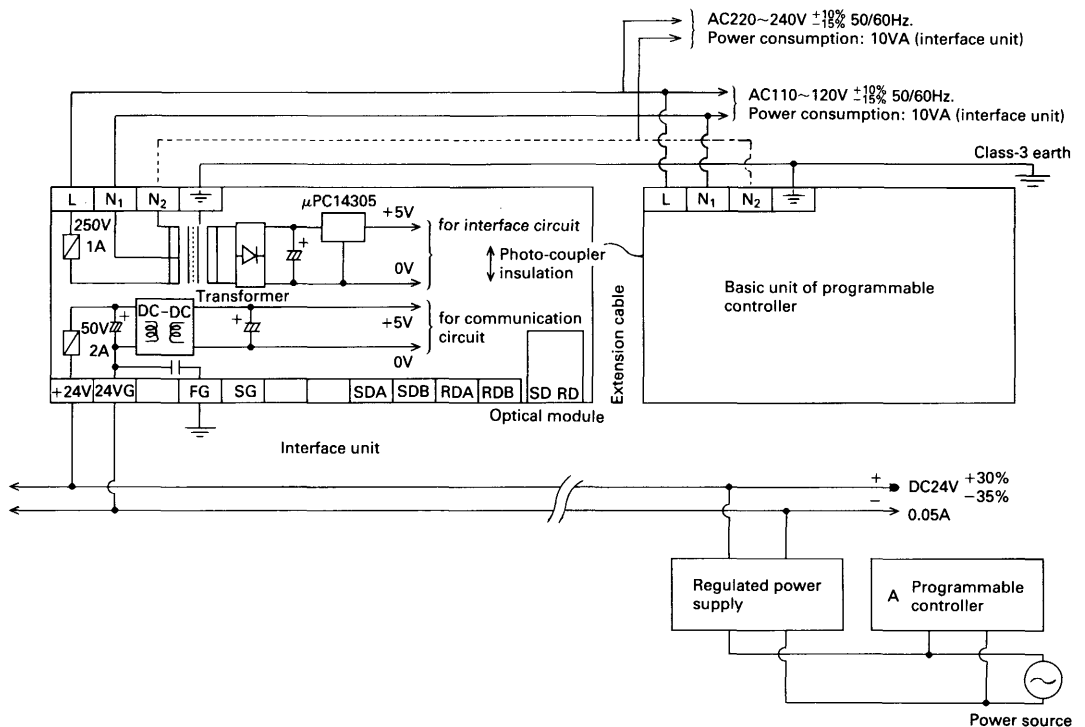 AC220~240V +10% -15% 50/60Hz.
Power consumption: 10VA (interface unit)
AC110~120V +10% -15% 50/60Hz.
Power consumption: 10VA (interface unit)
Class-3 earth
L N1 N2
250V
1A
Transformer
μPC14305
+5V
0V
for interface circuit
Photo-coupler
insulation
DC-DC
50V
2A
+5V
0V
for communication
circuit
+24V 24VG FG SG SDA SDB RDA RDB SD RD
Optical module
Interface unit
Extension cable
L N1 N2
Basic unit of programmable
controller
+ DC24V +30% -35%
- 0.05A
Regulated power
supply
A Programmable
controller
Power source